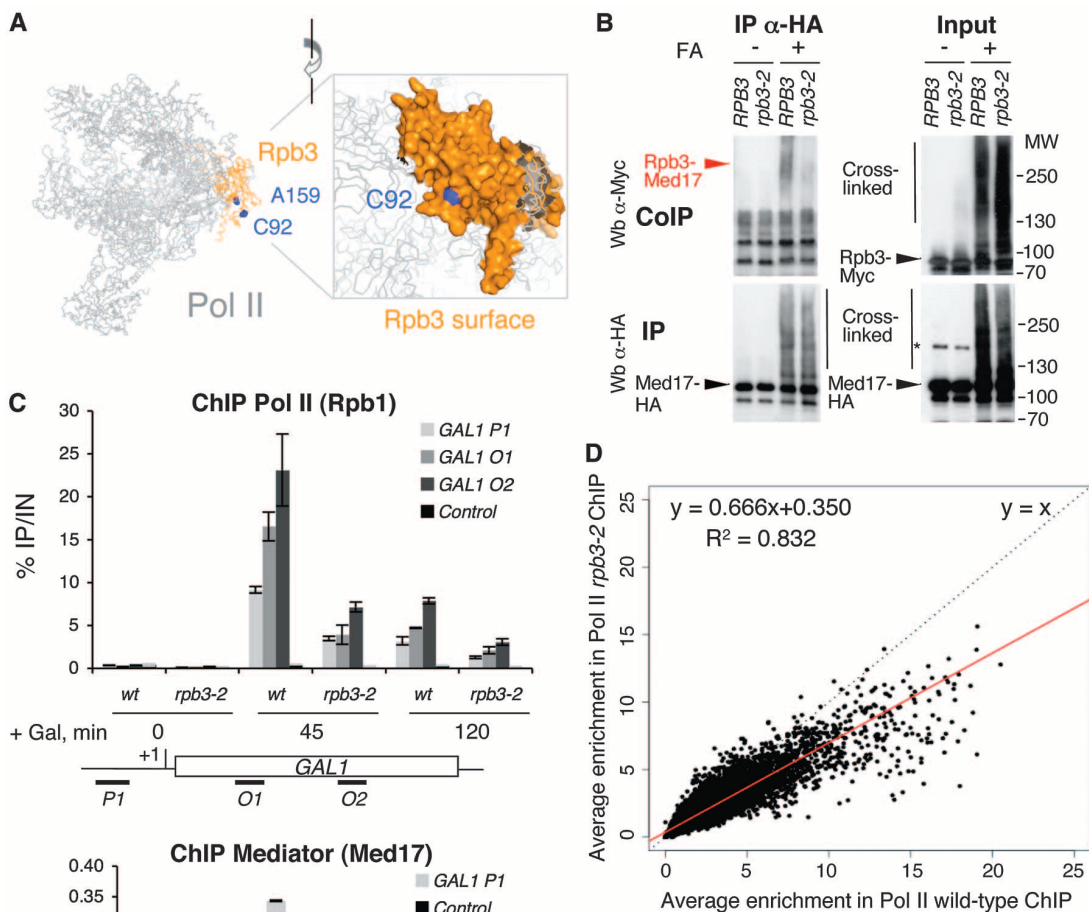 A
Rpb3
A159
C92
Pol II
C92
Rpb3 surface
B
IP α-HA
Input
FA
- + - +
RPB3
rpb3-2
RPB3
rpb3-2
RPB3
rpb3-2
RPB3
rpb3-2
MW
Wb α-Myc
Rpb3-
Med17
CoIP
Cross-
linked
Rpb3-
Myc
-250
-130
-100
-70
Wb α-HA
IP
Med17-
HA
Cross-
linked
*
Med17-
HA
-250
-130
-100
-70
C
ChIP Pol II (Rpb1)
% IP/IN
30
25
20
15
10
5
0
GAL1 P1
GAL1 O1
GAL1 O2
Control
wt rpb3-2 wt rpb3-2 wt rpb3-2
+ Gal, min 0 45 120
+1
GAL1
P1 O1 O2
ChIP Mediator (Med17)
0.40
0.35
GAL1 P1
Control
D
y = 0.666x+0.350
R² = 0.832
y = x
Average enrichment in Pol II rpb3-2 ChIP
25
20
15
10
5
0
0 5 10 15 20 25
Average enrichment in Pol II wild-type ChIP